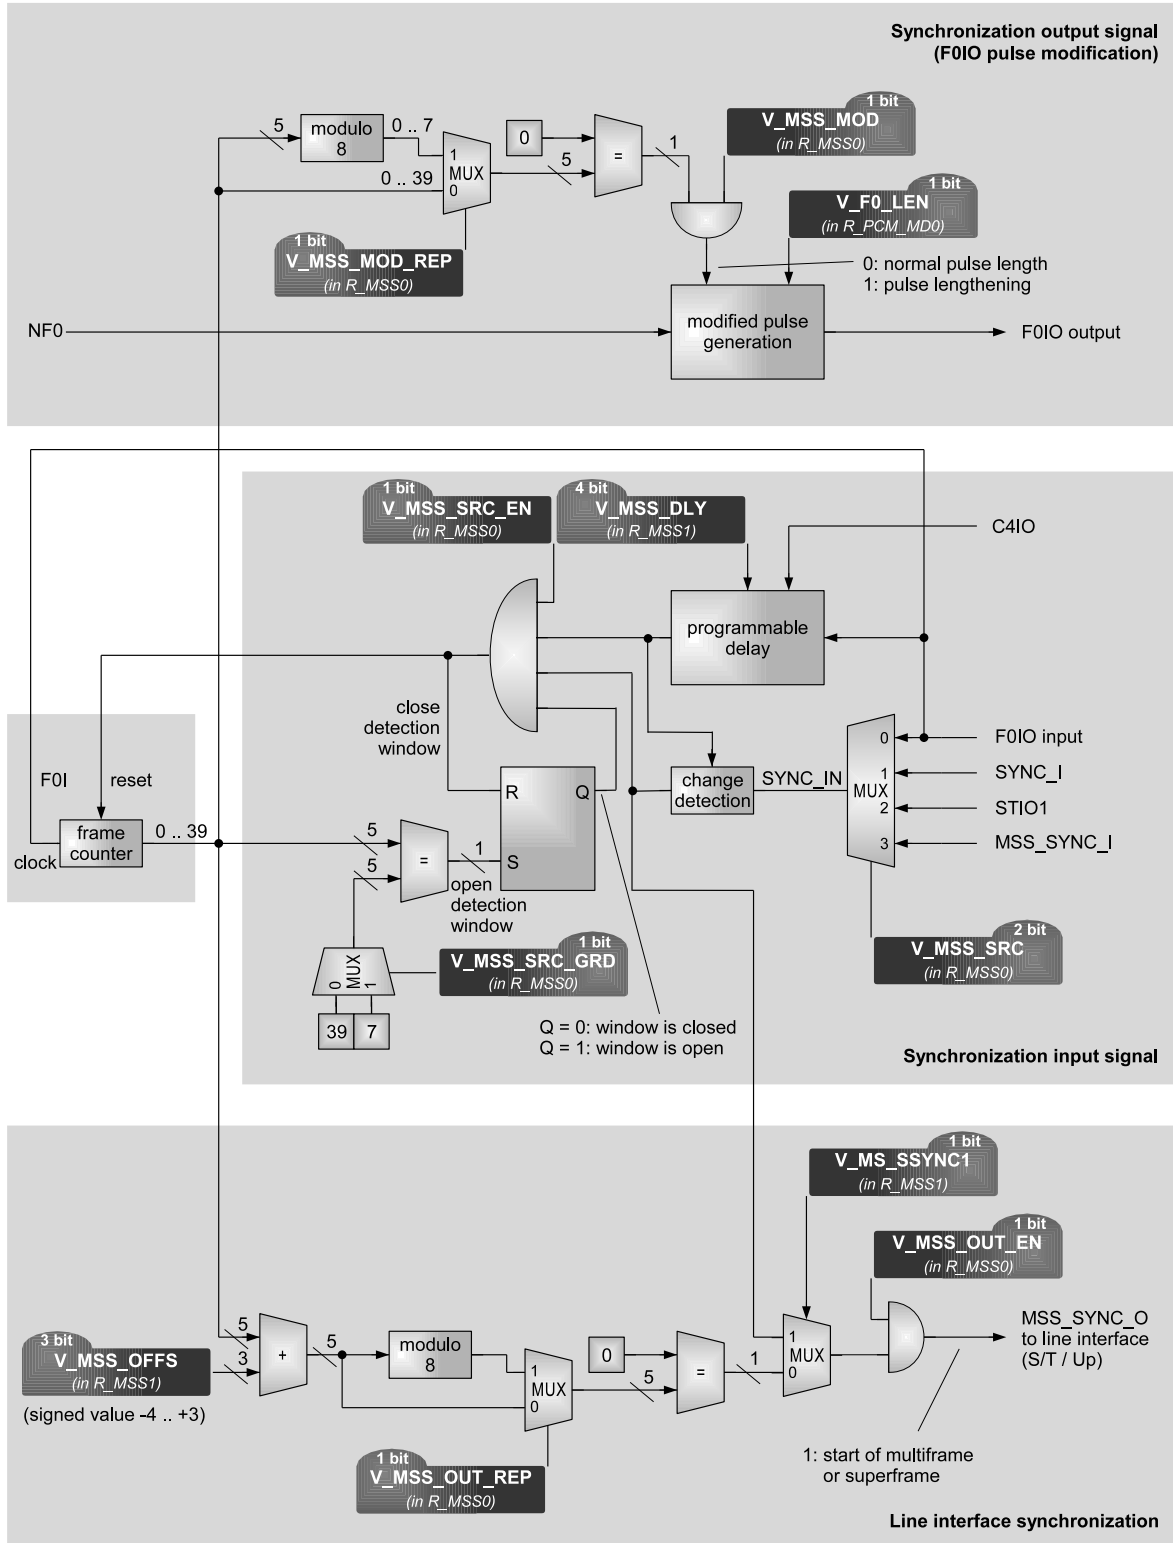 Synchronization output signal
(F0IO pulse modification)
1 bit
V_MSS_MOD
(in R_MSS0)
5
modulo
8
0 .. 7
0
1
MUX
0
0 .. 39
5
=
1
1 bit
V_F0_LEN
(in R_PCM_MD0)
1 bit
V_MSS_MOD_REP
(in R_MSS0)
0: normal pulse length
1: pulse lengthening
NF0
modified pulse
generation
F0IO output
1 bit
V_MSS_SRC_EN
(in R_MSS0)
4 bit
V_MSS_DLY
(in R_MSS1)
C4IO
programmable
delay
close
detection
window
F0I
reset
0
1
MUX
2
3
F0IO input
SYNC_I
STIO1
MSS_SYNC_I
change
detection
SYNC_IN
R
Q
S
frame
counter
clock
0 .. 39
5
5
=
1
open
detection
window
2 bit
V_MSS_SRC
(in R_MSS0)
1 bit
V_MSS_SRC_GRD
(in R_MSS0)
0
MUX
1
39
7
Q = 0: window is closed
Q = 1: window is open
Synchronization input signal
1 bit
V_MS_SSYNC1
(in R_MSS1)
1 bit
V_MSS_OUT_EN
(in R_MSS0)
3 bit
V_MSS_OFFS
(in R_MSS1)
(signed value -4 .. +3)
5
3
+
5
modulo
8
1
MUX
0
0
5
=
1
1
MUX
0
MSS_SYNC_O
to line interface
(S/T / Up)
1 bit
V_MSS_OUT_REP
(in R_MSS0)
1: start of multiframe
or superframe
Line interface synchronization